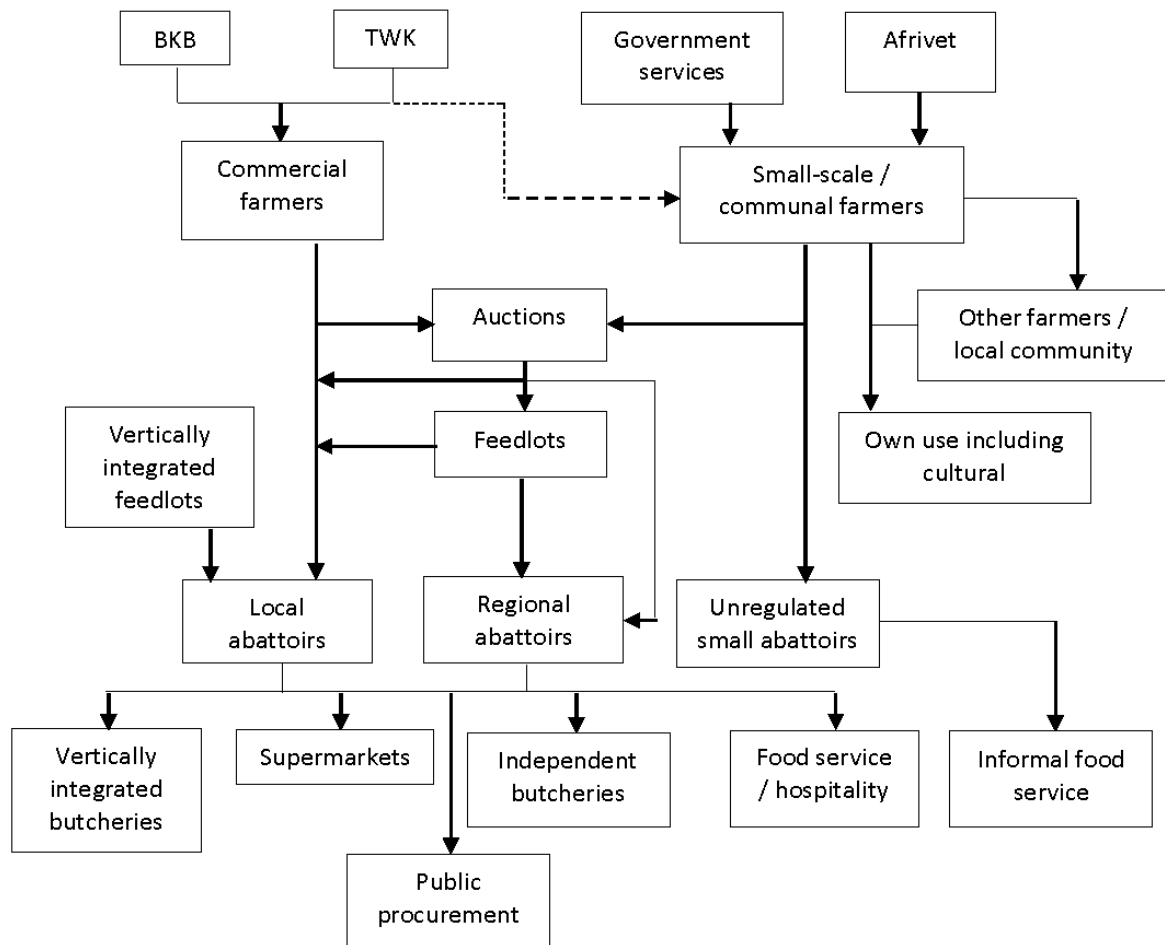 BKB
TWK
Government
services
Afrivet
Commercial
farmers
Small-scale /
communal farmers
Auctions
Other farmers /
local community
Vertically
integrated
feedlots
Feedlots
Own use including
cultural
Local
abattoirs
Regional
abattoirs
Unregulated
small abattoirs
Vertically
integrated
butcheries
Supermarkets
Independent
butcheries
Food service
/ hospitality
Informal food
service
Public
procurement